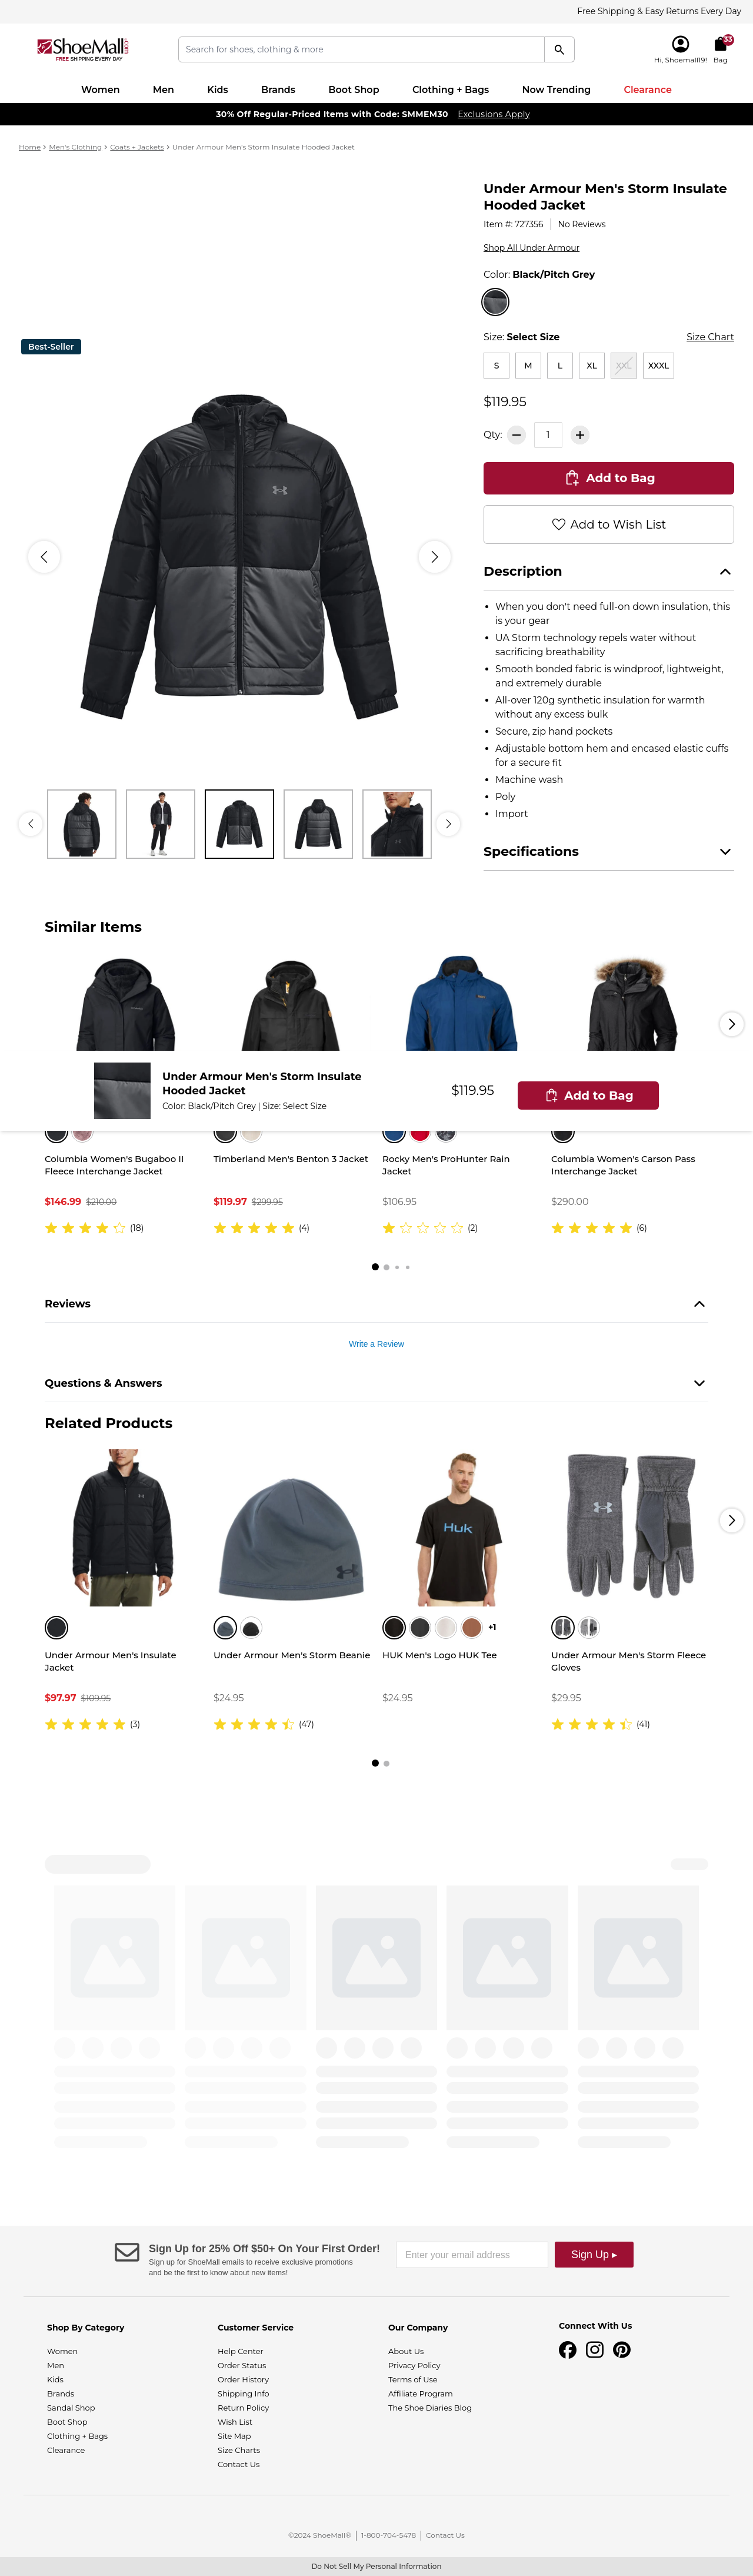 Free Shipping & Easy Returns Every Day
ShoeMall.com
FREE SHIPPING EVERY DAY
Search for shoes, clothing & more
Hi, Shoemall19!
33
Bag
Women
Men
Kids
Brands
Boot Shop
Clothing + Bags
Now Trending
Clearance
30% Off Regular-Priced Items with Code: SMMEM30 Exclusions Apply
Home > Men's Clothing > Coats + Jackets > Under Armour Men's Storm Insulate Hooded Jacket
Best-Seller
Under Armour Men's Storm Insulate
Hooded Jacket
Item #: 727356 | No Reviews
Shop All Under Armour
Color: Black/Pitch Grey
Size: Select Size
Size Chart
S
M
L
XL
XXL
XXXL
$119.95
Qty:
1
Add to Bag
Add to Wish List
Description
• When you don't need full-on down insulation, this
is your gear
• UA Storm technology repels water without
sacrificing breathability
• Smooth bonded fabric is windproof, lightweight,
and extremely durable
• All-over 120g synthetic insulation for warmth
without any excess bulk
• Secure, zip hand pockets
• Adjustable bottom hem and encased elastic cuffs
for a secure fit
• Machine wash
• Poly
• Import
Specifications
Similar Items
Under Armour Men's Storm Insulate
Hooded Jacket
Color: Black/Pitch Grey | Size: Select Size
$119.95
Add to Bag
Columbia Women's Bugaboo II
Fleece Interchange Jacket
$146.99 $210.00
(18)
Timberland Men's Benton 3 Jacket
$119.97 $299.95
(4)
Rocky Men's ProHunter Rain
Jacket
$106.95
(2)
Columbia Women's Carson Pass
Interchange Jacket
$290.00
(6)
Reviews
Write a Review
Questions & Answers
Related Products
Huk
Under Armour Men's Insulate
Jacket
$97.97 $109.95
(3)
Under Armour Men's Storm Beanie
$24.95
(47)
+1
HUK Men's Logo HUK Tee
$24.95
Under Armour Men's Storm Fleece
Gloves
$29.95
(41)
Sign Up for 25% Off $50+ On Your First Order!
Sign up for ShoeMall emails to receive exclusive promotions
and be the first to know about new items!
Enter your email address
Sign Up ▸
Shop By Category
Women
Men
Kids
Brands
Sandal Shop
Boot Shop
Clothing + Bags
Clearance
Customer Service
Help Center
Order Status
Order History
Shipping Info
Return Policy
Wish List
Site Map
Size Charts
Contact Us
Our Company
About Us
Privacy Policy
Terms of Use
Affiliate Program
The Shoe Diaries Blog
Connect With Us
©2024 ShoeMall® | 1-800-704-5478 | Contact Us
Do Not Sell My Personal Information